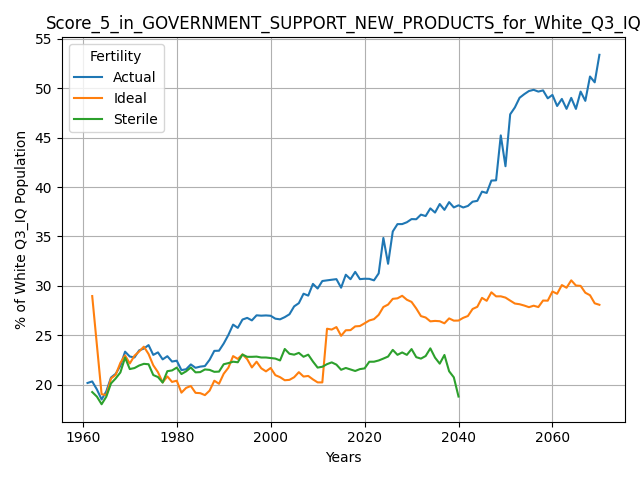 Score_5_in_GOVERNMENT_SUPPORT_NEW_PRODUCTS_for_White_Q3_IQ
Fertility
Actual
Ideal
Sterile
% of White Q3_IQ Population
55
50
45
40
35
30
25
20
1960
1980
2000
2020
2040
2060
Years